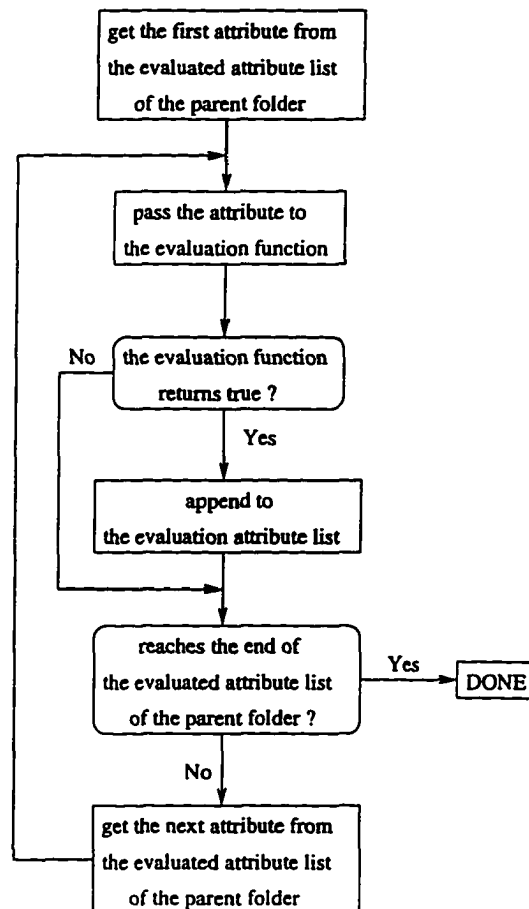 get the first attribute from
the evaluated attribute list
of the parent folder
pass the attribute to
the evaluation function
No
the evaluation function
returns true ?
Yes
append to
the evaluation attribute list
reaches the end of
the evaluated attribute list
of the parent folder ?
Yes
DONE
No
get the next attribute from
the evaluated attribute list
of the parent folder